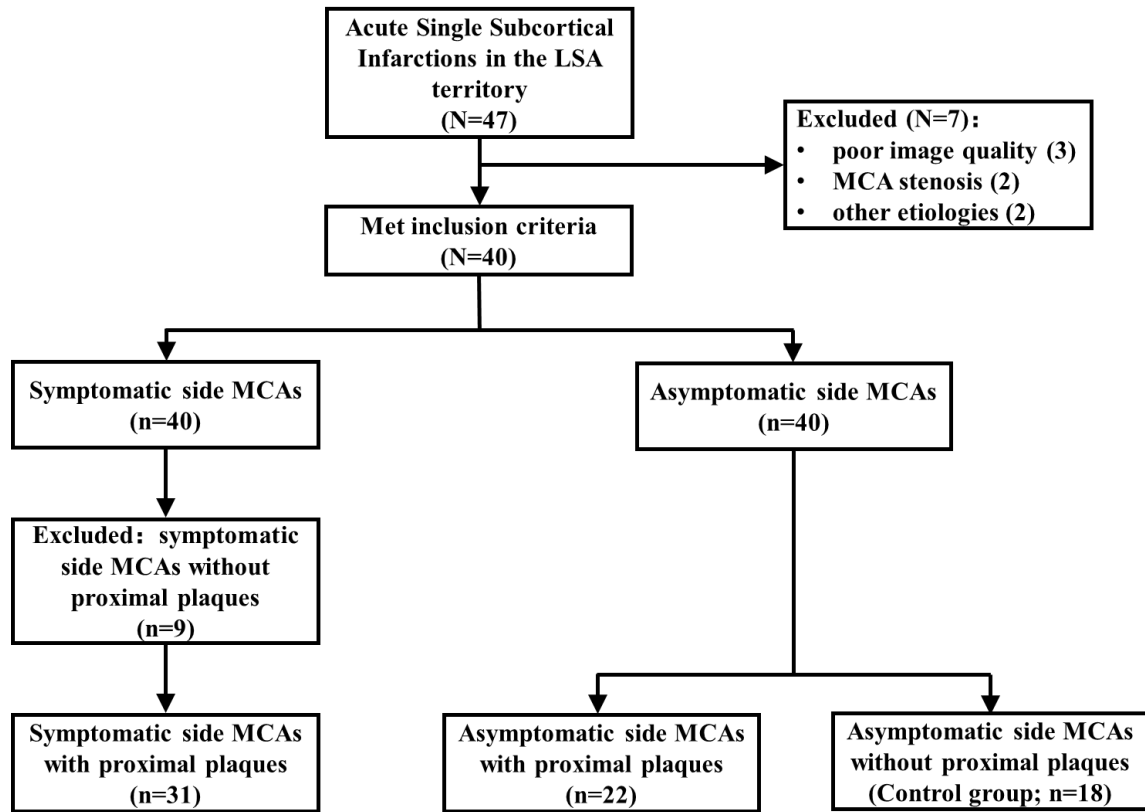 Acute Single Subcortical
Infarctions in the LSA
territory
(N=47)
Excluded (N=7)：
• poor image quality (3)
• MCA stenosis (2)
• other etiologies (2)
Met inclusion criteria
(N=40)
Symptomatic side MCAs
(n=40)
Asymptomatic side MCAs
(n=40)
Excluded：symptomatic
side MCAs without
proximal plaques
(n=9)
Symptomatic side MCAs
with proximal plaques
(n=31)
Asymptomatic side MCAs
with proximal plaques
(n=22)
Asymptomatic side MCAs
without proximal plaques
(Control group; n=18)